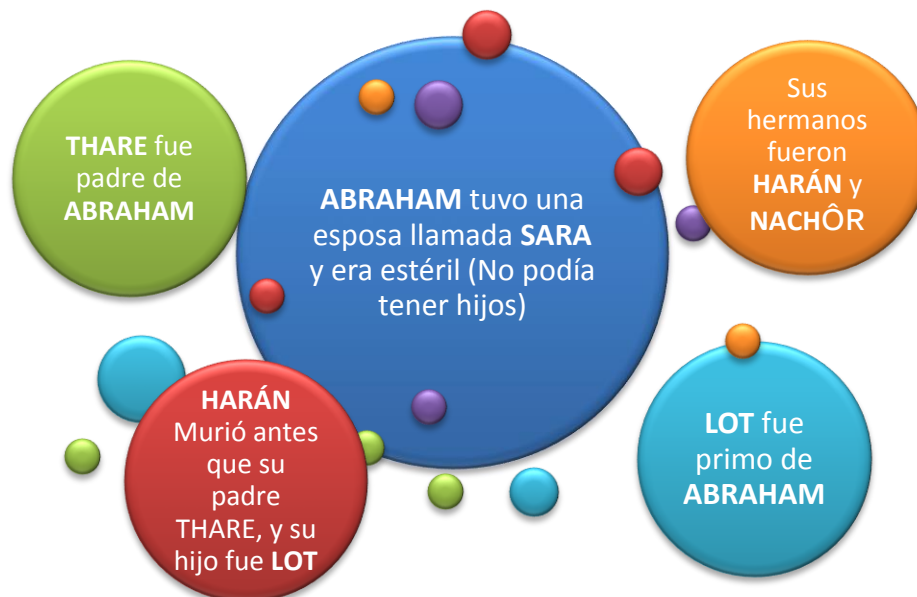 THARE fue
padre de
ABRAHAM
ABRAHAM tuvo una
esposa llamada SARA
y era estéril (No podía
tener hijos)
Sus
hermanos
fueron
HARÁN y
NACHÔR
HARÁN
Murió antes
que su
padre
THARE, y su
hijo fue LOT
LOT fue
primo de
ABRAHAM